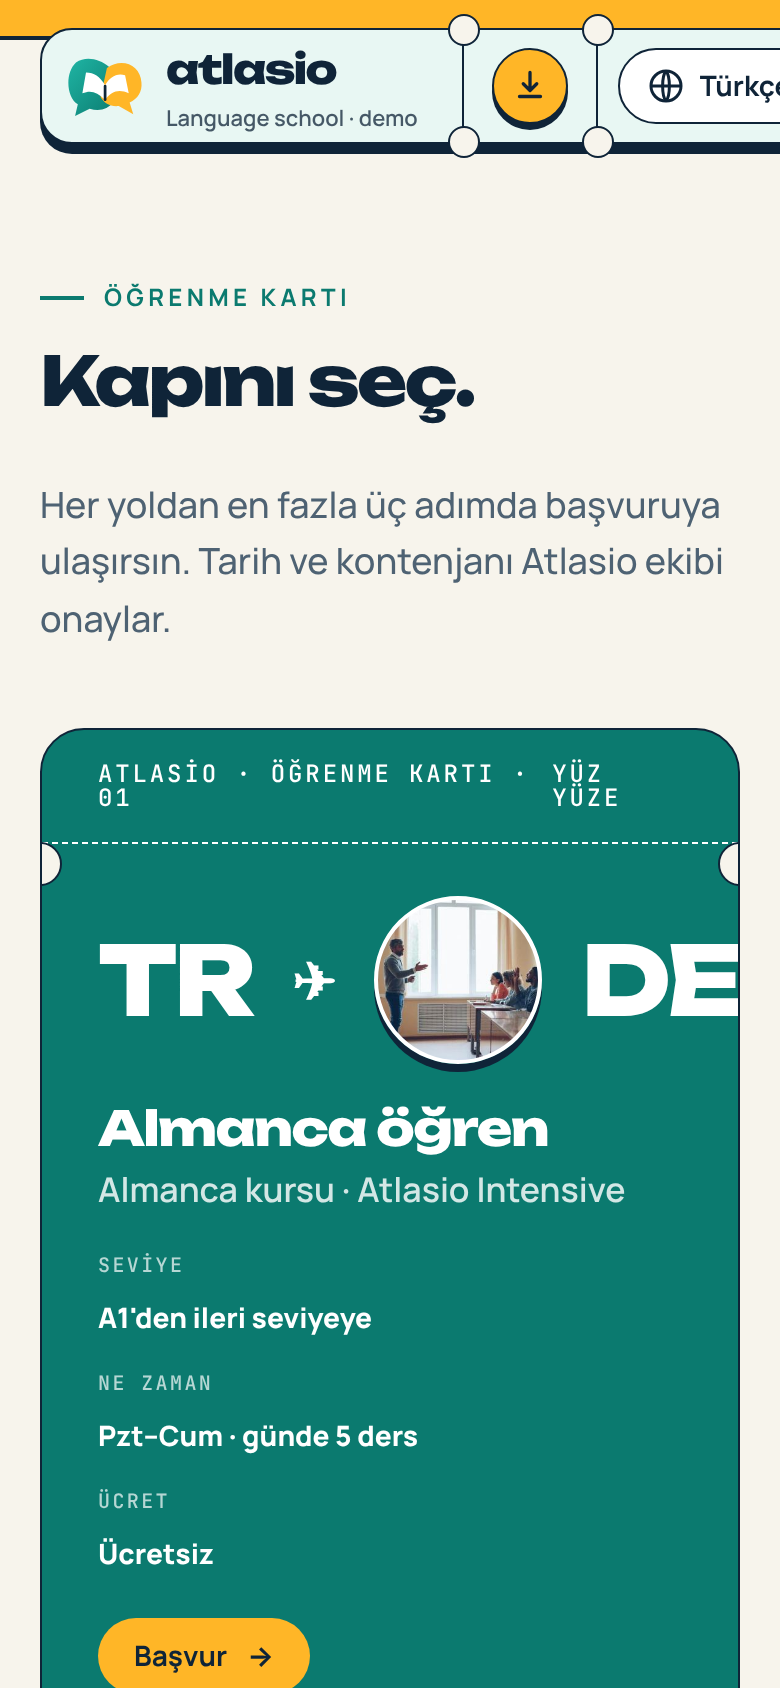 atlasio
Language school · demo
Türkçe
ÖĞRENME KARTI
Kapını seç.
Her yoldan en fazla üç adımda başvuruya
ulaşırsın. Tarih ve kontenjanı Atlasio ekibi
onaylar.
ATLASİO · ÖĞRENME KARTI ·
01
YÜZ
YÜZE
TR ✈ DE
Almanca öğren
Almanca kursu · Atlasio Intensive
SEVİYE
A1'den ileri seviyeye
NE ZAMAN
Pzt–Cum · günde 5 ders
ÜCRET
Ücretsiz
Başvur →